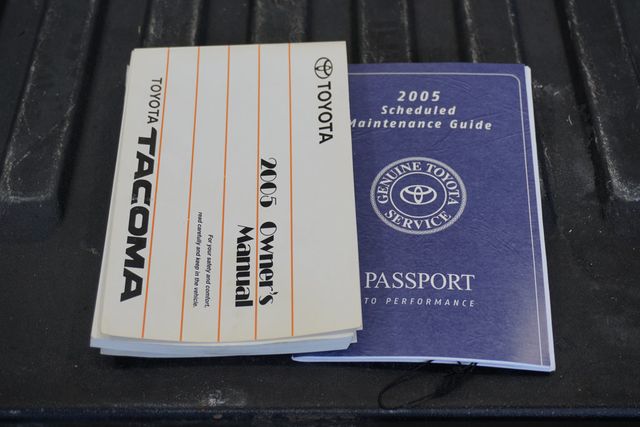 TOYOTA
TOYOTA
TACOMA
2005 Owner's
Manual
For your safety and comfort,
read carefully and keep in the vehicle.
2005
Scheduled
Maintenance Guide
GENUINE TOYOTA
SERVICE
PASSPORT
TO PERFORMANCE